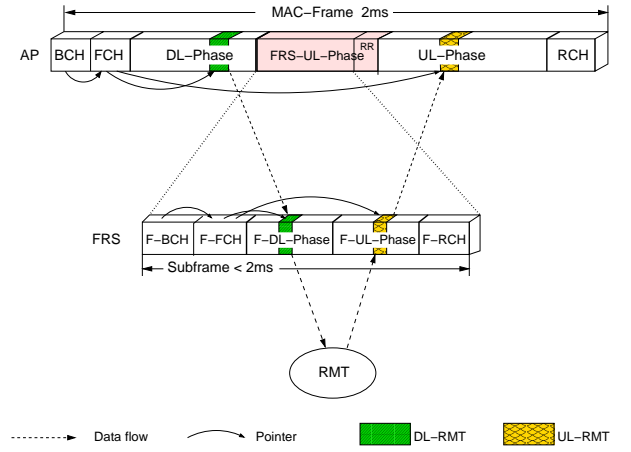 MAC–Frame 2ms
AP
BCH
FCH
DL–Phase
FRS–UL–Phase
RR
UL–Phase
RCH
FRS
F–BCH
F–FCH
F–DL–Phase
F–UL–Phase
F–RCH
Subframe < 2ms
RMT
Data flow
Pointer
DL–RMT
UL–RMT